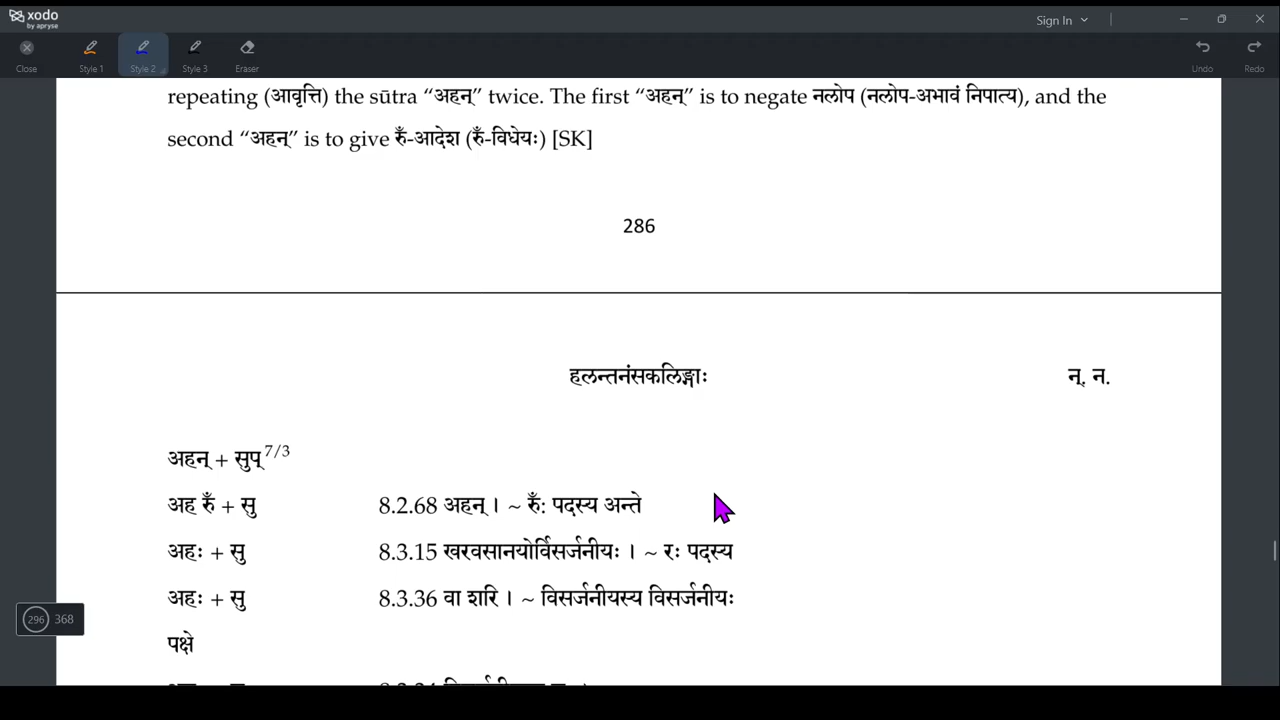 xodo
by apryse
Sign In
Close
Style 1
Style 2
Style 3
Eraser
Undo
Redo
repeating (आवृत्ति) the sūtra “अहन्” twice. The first “अहन्” is to negate नलोप (नलोप-अभावं निपात्य), and the
second “अहन्” is to give रुँ-आदेश (रुँ-विधेयः) [SK]
286
हलन्तनंसकलिङ्गाः न्. न.
अहन् + सुप् 7/3
अह रुँ + सु 8.2.68 अहन् । ~ रुँ: पदस्य अन्ते
अहः + सु 8.3.15 खरवसानयोर्विसर्जनीयः । ~ रः पदस्य
अहः + सु 8.3.36 वा शरि । ~ विसर्जनीयस्य विसर्जनीयः
296 368
पक्षे